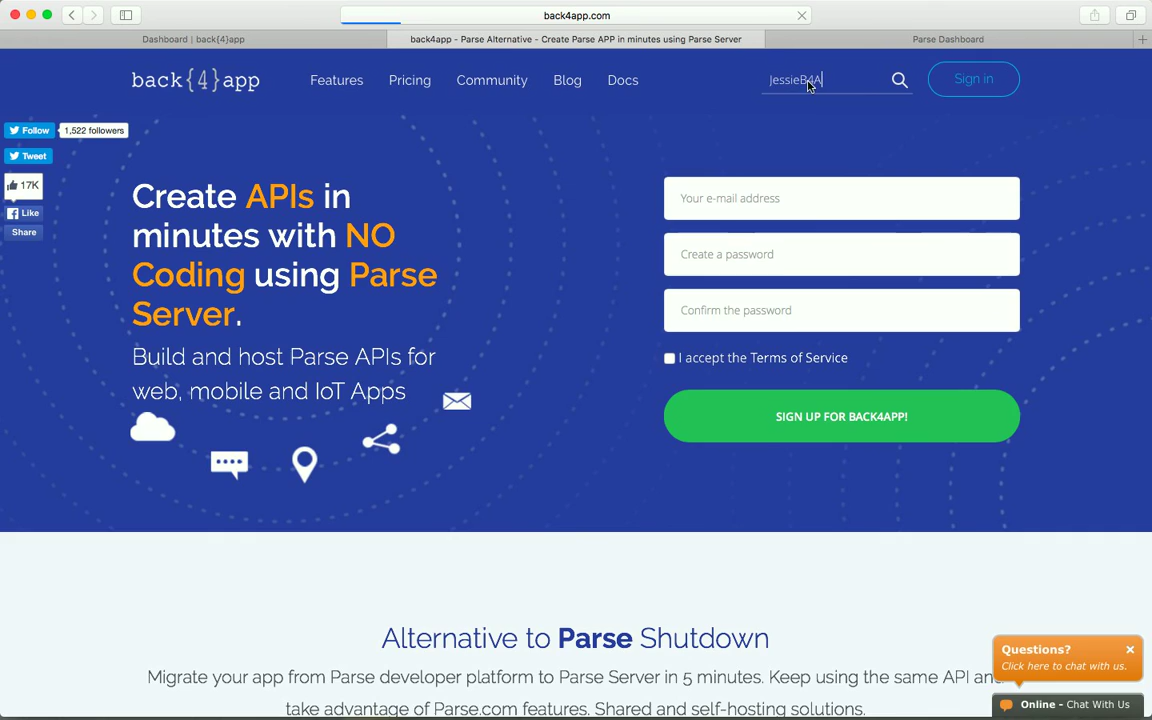 back4app.com
Dashboard | back{4}app
back4app - Parse Alternative - Create Parse APP in minutes using Parse Server
Parse Dashboard
back{4}app
Features
Pricing
Community
Blog
Docs
JessieB4A
Sign in
Follow
1,522 followers
Tweet
17K
Like
Share
Create APIs in
minutes with NO
Coding using Parse
Server.
Build and host Parse APIs for
web, mobile and IoT Apps
Your e-mail address
Create a password
Confirm the password
I accept the Terms of Service
SIGN UP FOR BACK4APP!
Alternative to Parse Shutdown
Migrate your app from Parse developer platform to Parse Server in 5 minutes. Keep using the same API and
take advantage of Parse.com features. Shared and self-hosting solutions.
Questions?
Click here to chat with us.
Online - Chat With Us